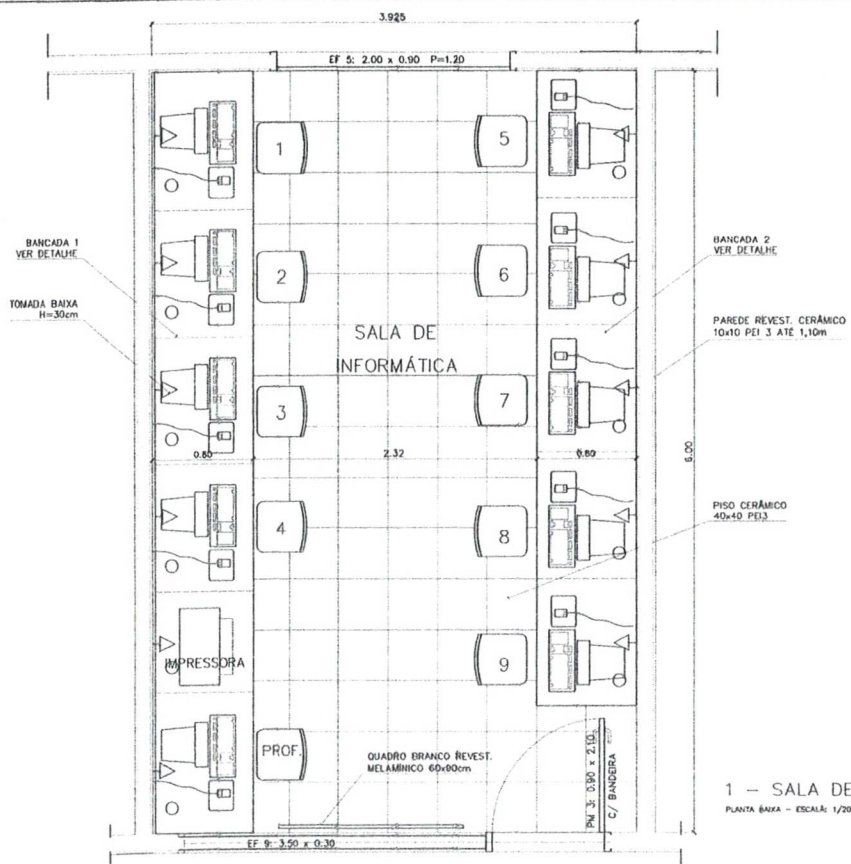 3.925
EF 5: 2.00 x 0.90 P=1.20
1
5
BANCADA 1
VER DETALHE
BANCADA 2
VER DETALHE
2
6
TOMADA BAIXA
H=30cm
SALA DE
INFORMÁTICA
PAREDE REVEST. CERÂMICO
10x10 PEI 3 ATÉ 1,10m
3
7
0.80
2.32
0.80
6.00
PISO CERÂMICO
40x40 PEI3
4
8
IMPRESSORA
9
PROF.
QUADRO BRANCO REVEST.
MELAMÍNICO 60x90cm
PM 3: 0.90 x 2.10
C/ BANDEIRA
1 - SALA DE
PLANTA BAIXA - ESCALA: 1/20
EF 9: 3.50 x 0.30